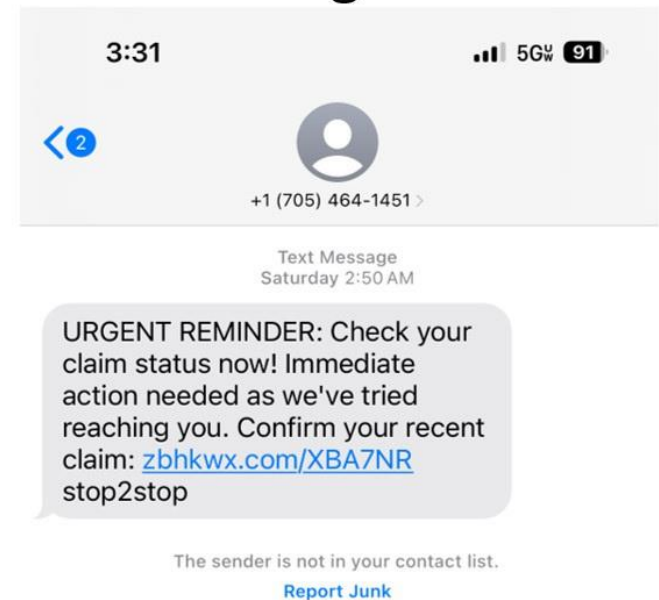 3:31
5G UW 91
2
+1 (705) 464-1451
Text Message
Saturday 2:50 AM
URGENT REMINDER: Check your
claim status now! Immediate
action needed as we've tried
reaching you. Confirm your recent
claim: zbhkwx.com/XBA7NR
stop2stop
The sender is not in your contact list.
Report Junk